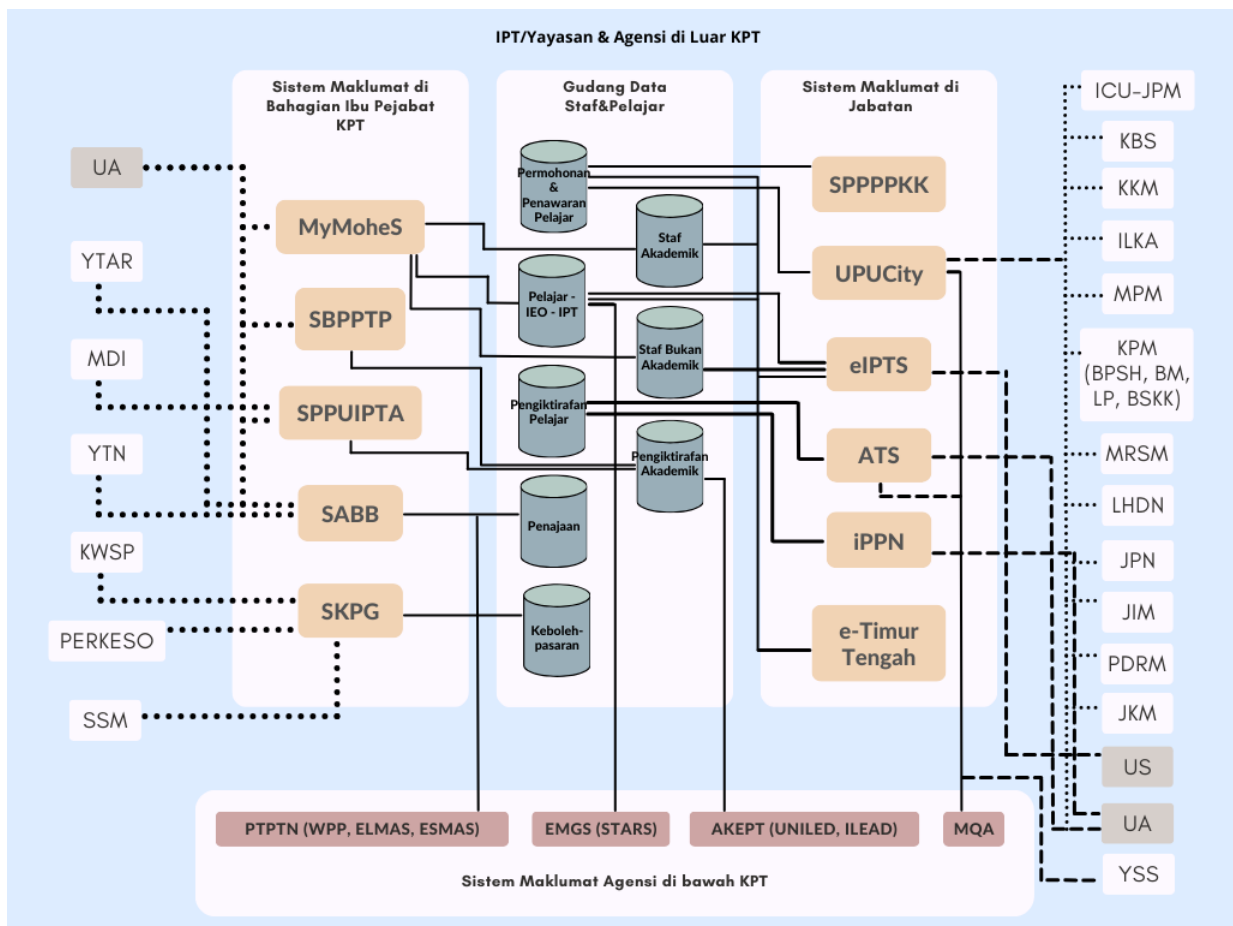 IPT/Yayasan & Agensi di Luar KPT
Sistem Maklumat di
Bahagian Ibu Pejabat
KPT
Gudang Data
Staf&Pelajar
Sistem Maklumat di
Jabatan
UA
YTAR
MDI
YTN
KWSP
PERKESO
SSM
MyMoheS
SBPPTP
SPPUIPTA
SABB
SKPG
Permohonan
&
Penawaran
Pelajar
Staf
Akademik
Pelajar -
IEO - IPT
Staf Bukan
Akademik
Pengiktirafan
Pelajar
Pengiktirafan
Akademik
Penajaan
Keboleh-
pasaran
SPPPPKK
UPUCity
eIPTS
ATS
iPPN
e-Timur
Tengah
ICU-JPM
KBS
KKM
ILKA
MPM
KPM
(BPSH, BM,
LP, BSKK)
MRSM
LHDN
JPN
JIM
PDRM
JKM
US
UA
YSS
PTPTN (WPP, ELMAS, ESMAS)
EMGS (STARS)
AKEPT (UNILED, ILEAD)
MQA
Sistem Maklumat Agensi di bawah KPT